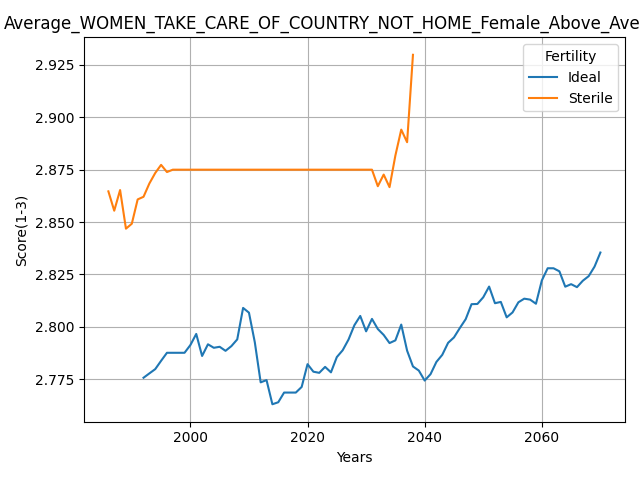 Average_WOMEN_TAKE_CARE_OF_COUNTRY_NOT_HOME_Female_Above_Ave
Fertility
Ideal
Sterile
Score(1-3)
2.925
2.900
2.875
2.850
2.825
2.800
2.775
2000
2020
2040
2060
Years